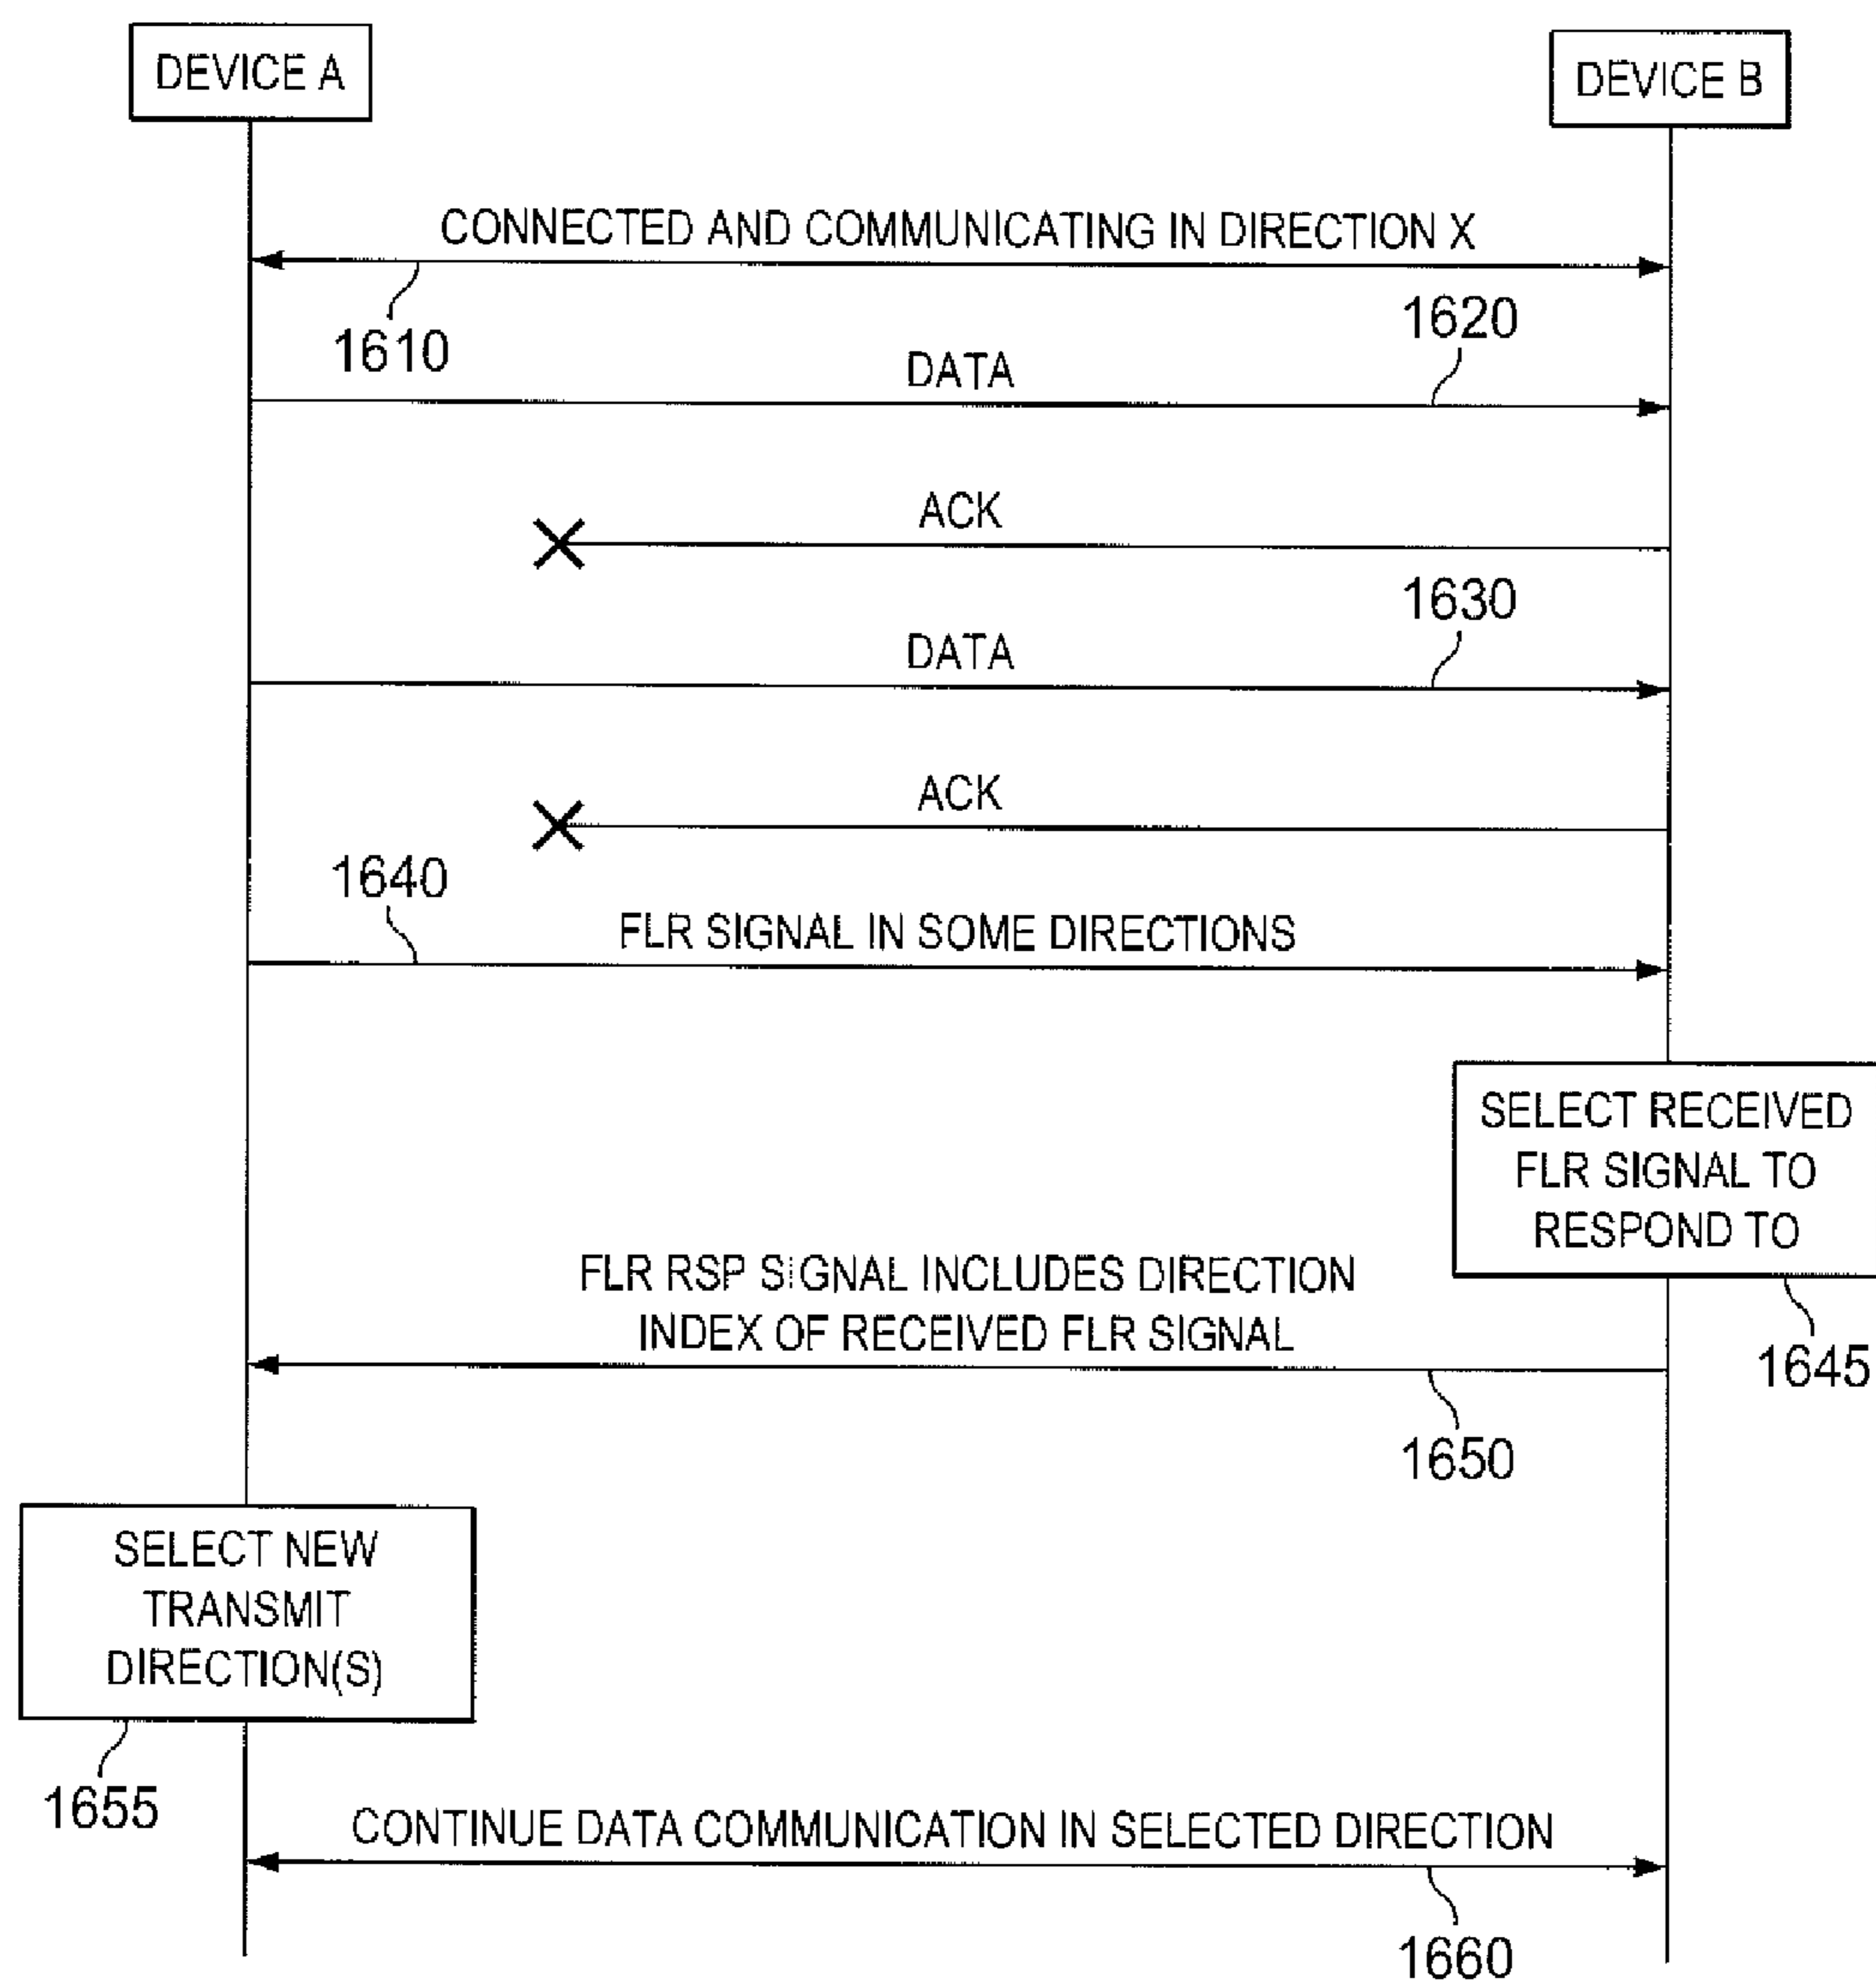 DEVICE A
DEVICE B
CONNECTED AND COMMUNICATING IN DIRECTION X
1610
1620
DATA
ACK
1630
DATA
ACK
1640
FLR SIGNAL IN SOME DIRECTIONS
SELECT RECEIVED
FLR SIGNAL TO
RESPOND TO
1645
FLR RSP SIGNAL INCLUDES DIRECTION
INDEX OF RECEIVED FLR SIGNAL
1650
SELECT NEW
TRANSMIT
DIRECTION(S)
1655
CONTINUE DATA COMMUNICATION IN SELECTED DIRECTION
1660